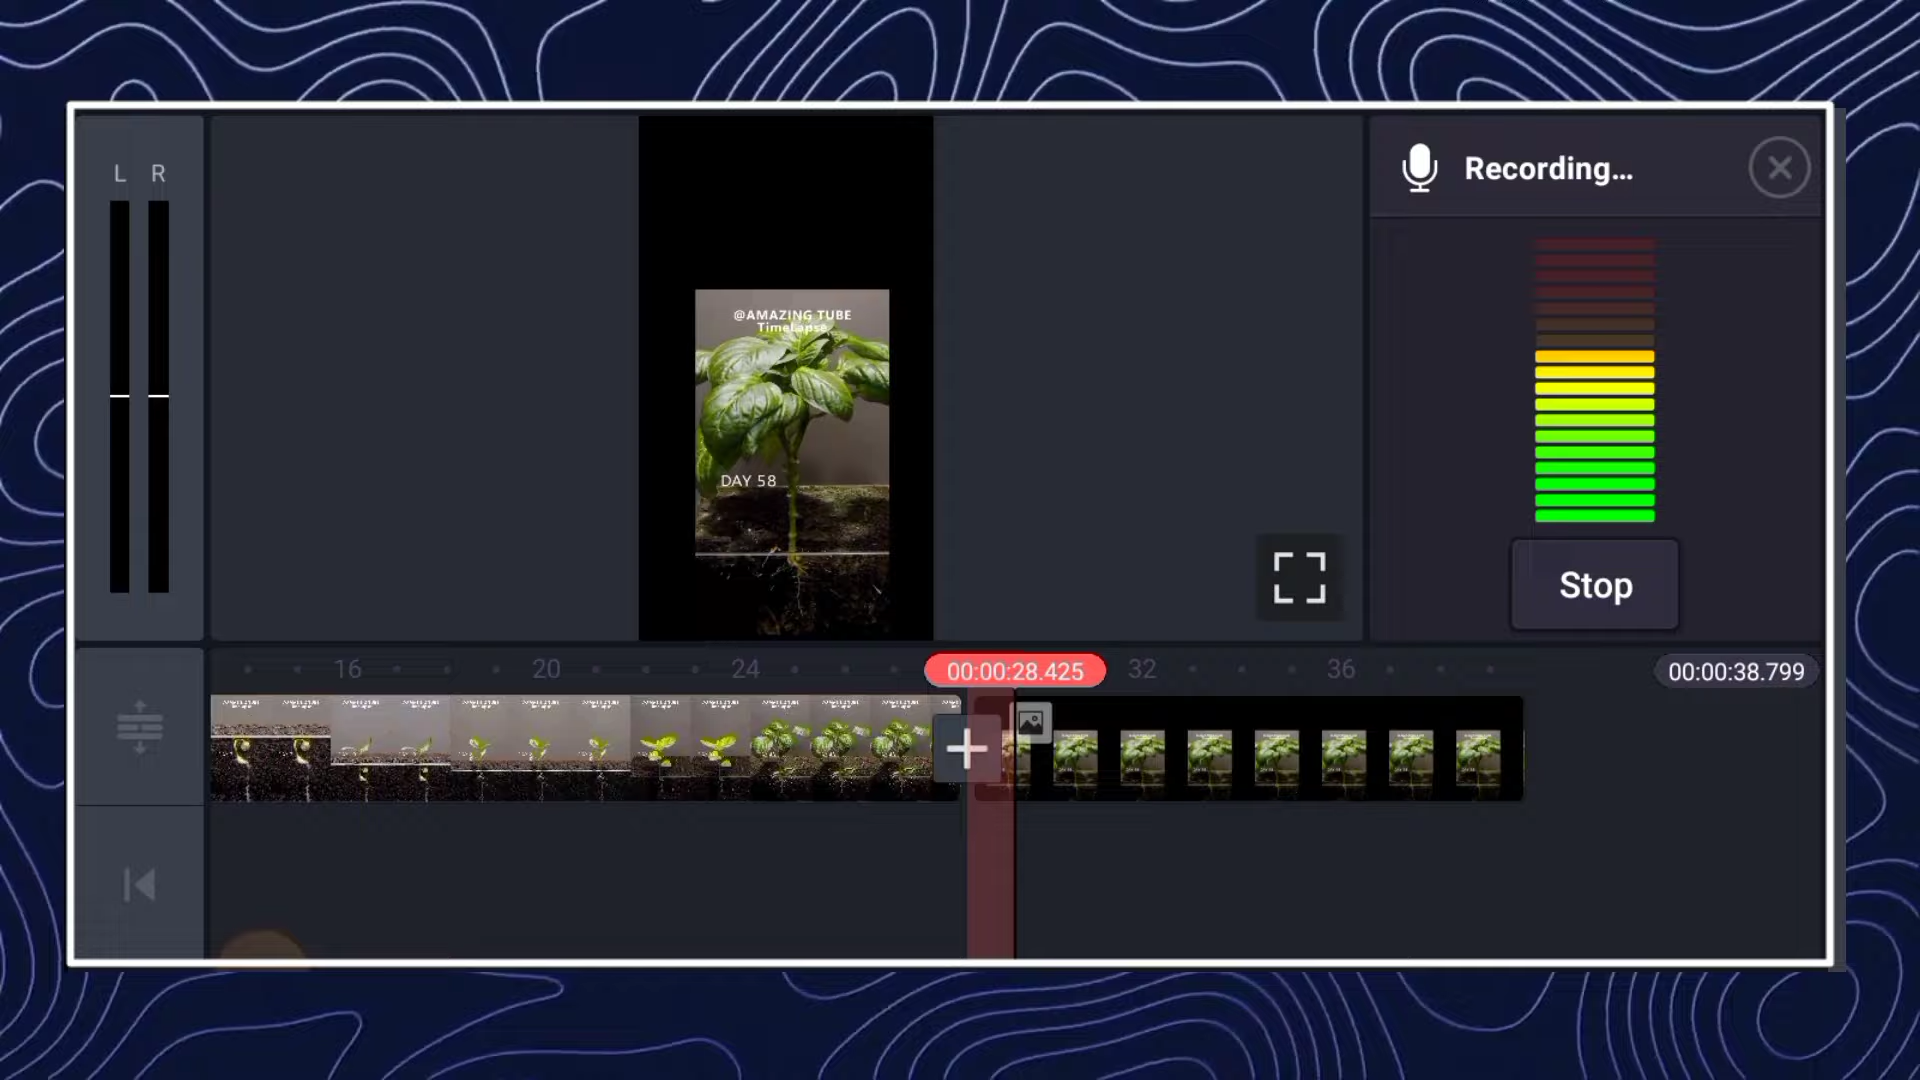 L R
Recording...
@AMAZING TUBE
TimeLapse
DAY 58
Stop
16 20 24 00:00:28.425 32 36 00:00:38.799